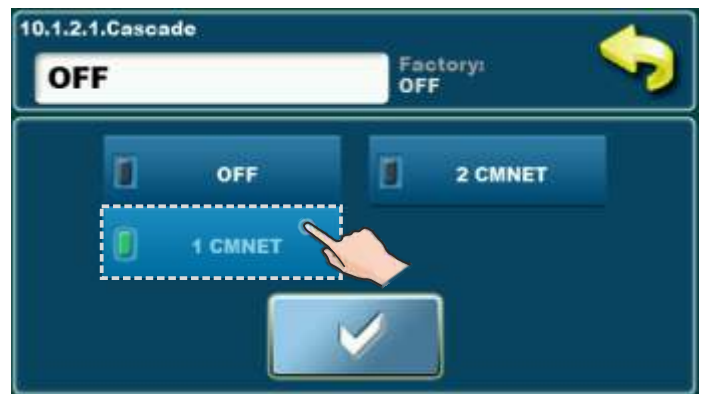 10.1.2.1.Cascade
OFF
Factory:
OFF
OFF
2 CMNET
1 CMNET